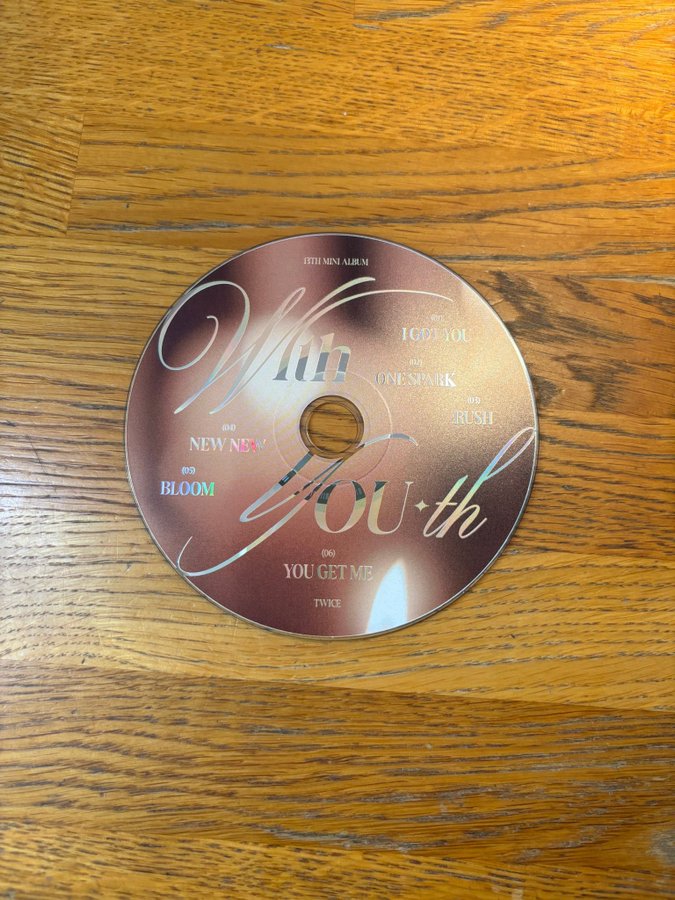 13TH MINI ALBUM
With
(01)
I GOT YOU
(02)
ONE SPARK
(03)
RUSH
(04)
NEW NEW
(05)
BLOOM
YOU-th
(06)
YOU GET ME
TWICE